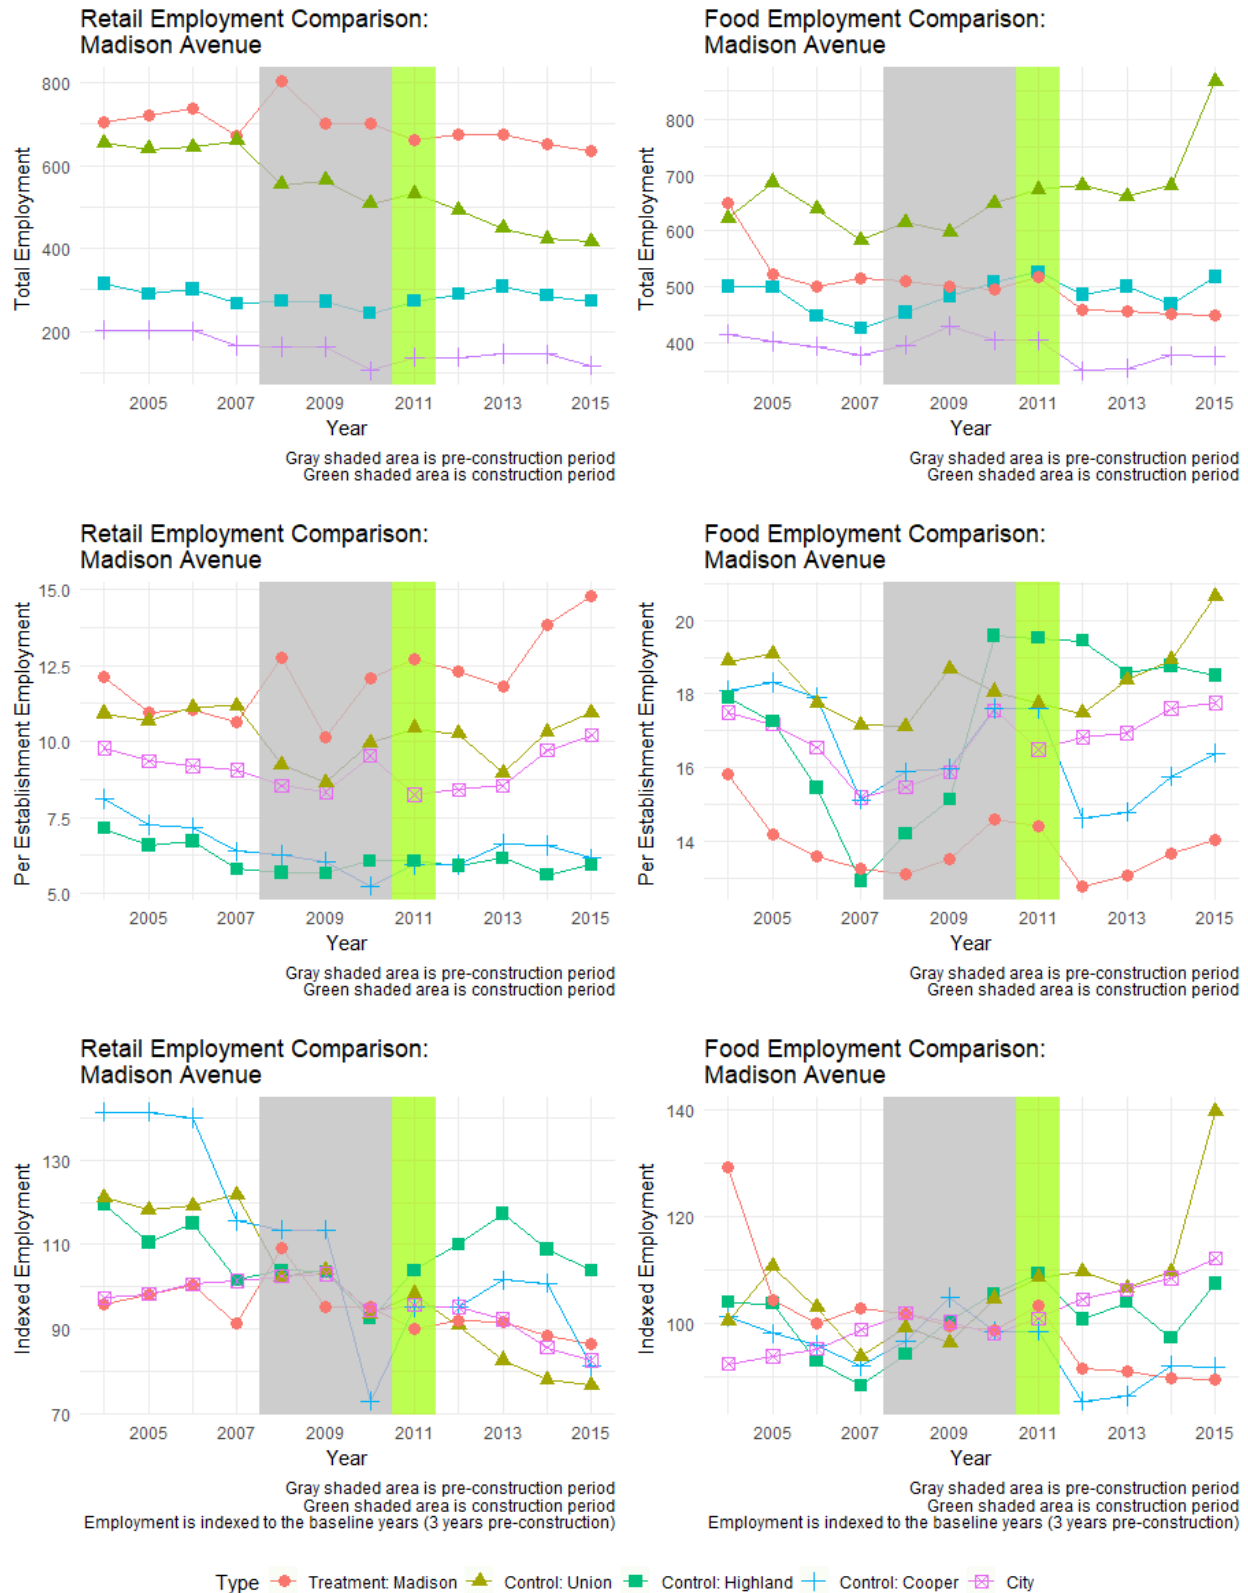 Retail Employment Comparison:
Madison Avenue
Total Employment
800
600
400
200
2005 2007 2009 2011 2013 2015
Year
Gray shaded area is pre-construction period
Green shaded area is construction period
Food Employment Comparison:
Madison Avenue
Total Employment
800
700
600
500
400
2005 2007 2009 2011 2013 2015
Year
Gray shaded area is pre-construction period
Green shaded area is construction period
Retail Employment Comparison:
Madison Avenue
Per Establishment Employment
15.0
12.5
10.0
7.5
5.0
2005 2007 2009 2011 2013 2015
Year
Gray shaded area is pre-construction period
Green shaded area is construction period
Food Employment Comparison:
Madison Avenue
Per Establishment Employment
20
18
16
14
2005 2007 2009 2011 2013 2015
Year
Gray shaded area is pre-construction period
Green shaded area is construction period
Retail Employment Comparison:
Madison Avenue
Indexed Employment
130
110
90
70
2005 2007 2009 2011 2013 2015
Year
Gray shaded area is pre-construction period
Green shaded area is construction period
Employment is indexed to the baseline years (3 years pre-construction)
Food Employment Comparison:
Madison Avenue
Indexed Employment
140
120
100
2005 2007 2009 2011 2013 2015
Year
Gray shaded area is pre-construction period
Green shaded area is construction period
Employment is indexed to the baseline years (3 years pre-construction)
Type Treatment: Madison Control: Union Control: Highland Control: Cooper City